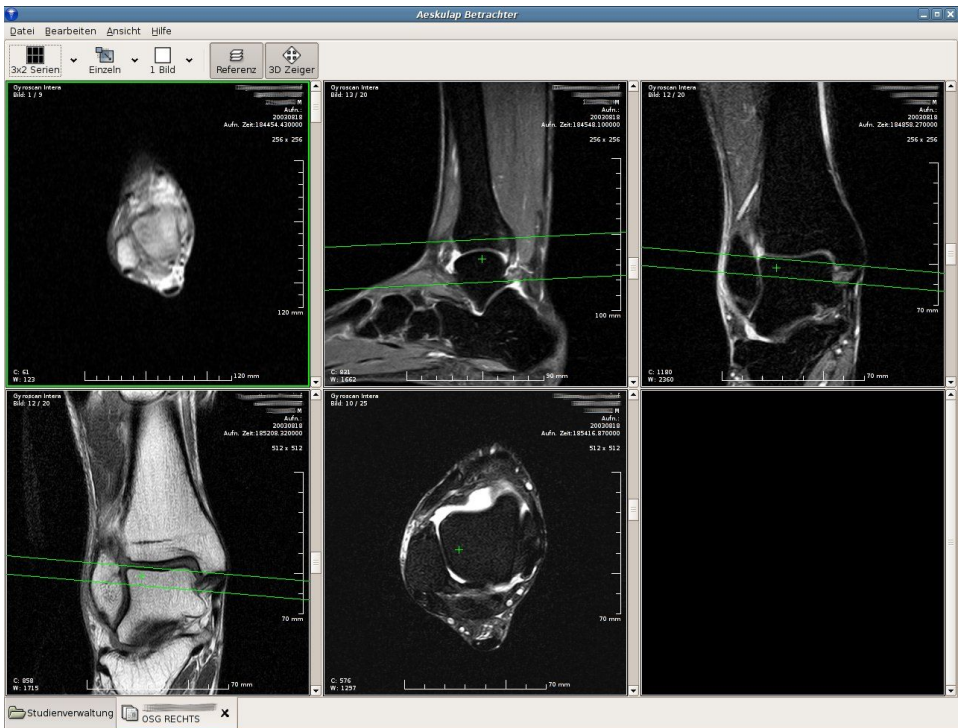 Aeskulap Betrachter
Datei Bearbeiten Ansicht Hilfe
3x2 Serien Einzeln 1 Bild Referenz 3D Zeiger
Gyroscan Intera
Bild: 1 / 9
M
Aufn.:
20030818
Aufn. Zeit:184454.430000
256 x 256
120 mm
C: 61
W: 123
120 mm
Gyroscan Intera
Bild: 13 / 20
M
Aufn.:
20030818
Aufn. Zeit:184548.100000
256 x 256
100 mm
C: 831
W: 1662
90 mm
Gyroscan Intera
Bild: 12 / 20
M
Aufn.:
20030818
Aufn. Zeit:184858.270000
256 x 256
70 mm
C: 1180
W: 2360
70 mm
Gyroscan Intera
Bild: 12 / 20
M
Aufn.:
20030818
Aufn. Zeit:185208.320000
512 x 512
70 mm
C: 858
W: 1715
70 mm
Gyroscan Intera
Bild: 10 / 25
M
Aufn.:
20030818
Aufn. Zeit:185416.870000
512 x 512
70 mm
C: 576
W: 1297
70 mm
Studienverwaltung OSG RECHTS